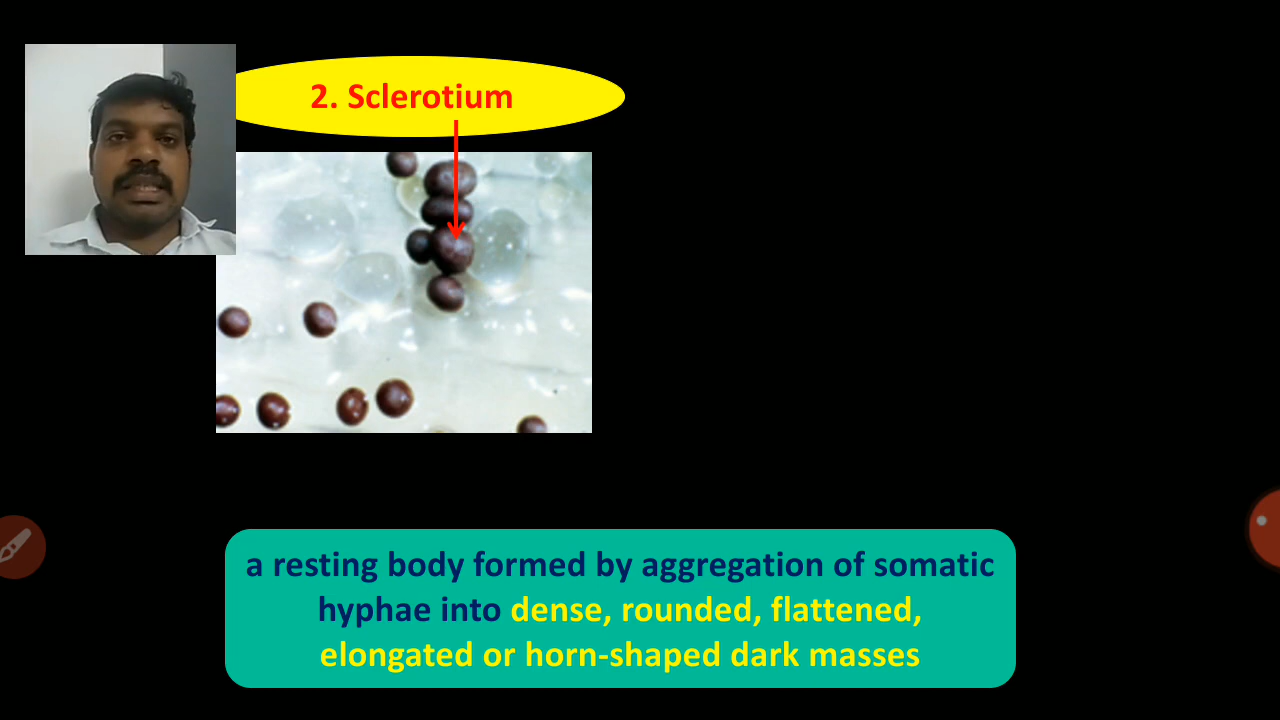 2. Sclerotium
a resting body formed by aggregation of somatic
hyphae into dense, rounded, flattened,
elongated or horn-shaped dark masses